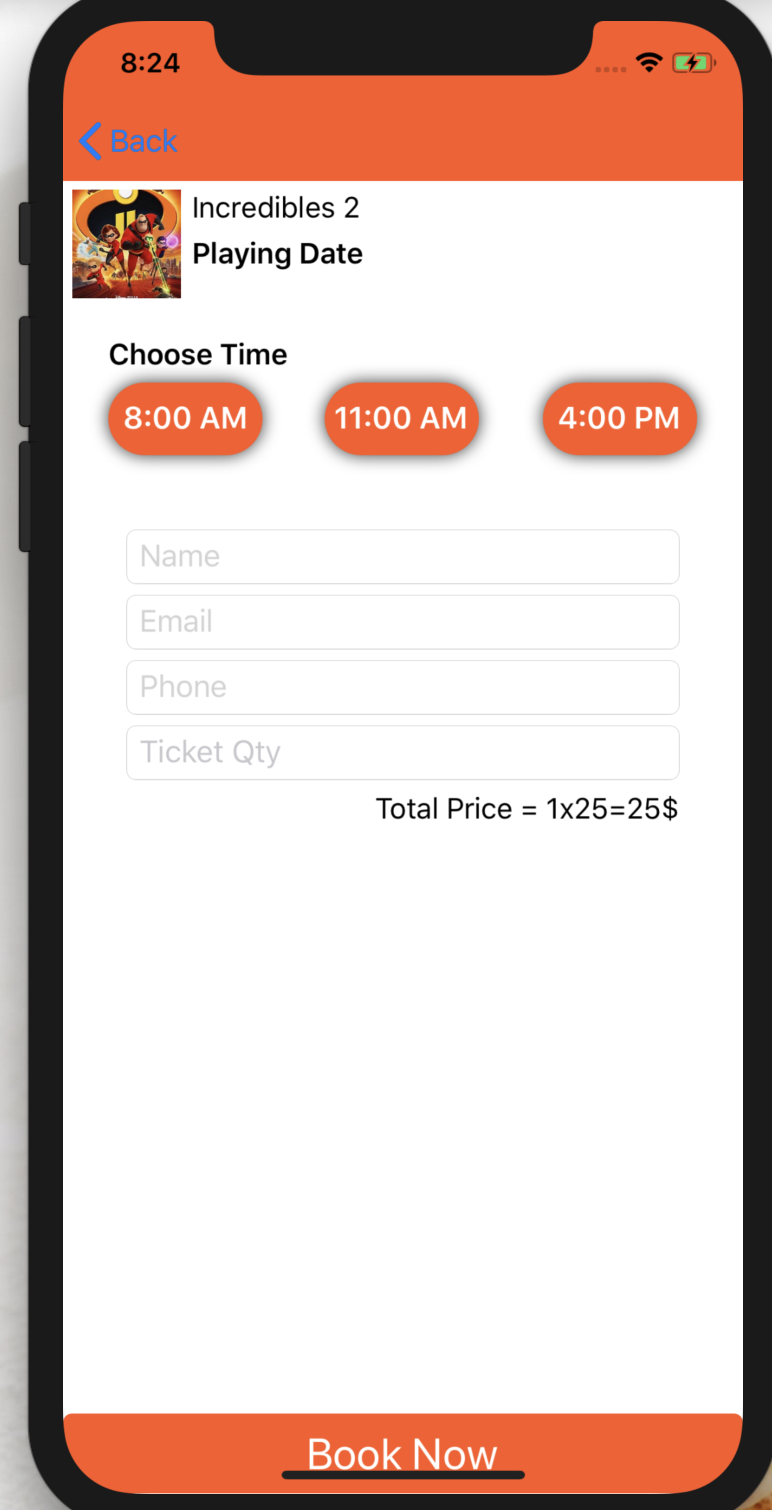 8:24
Back
Incredibles 2
Playing Date
Choose Time
8:00 AM 11:00 AM 4:00 PM
Name
Email
Phone
Ticket Qty
Total Price = 1x25=25$
Book Now